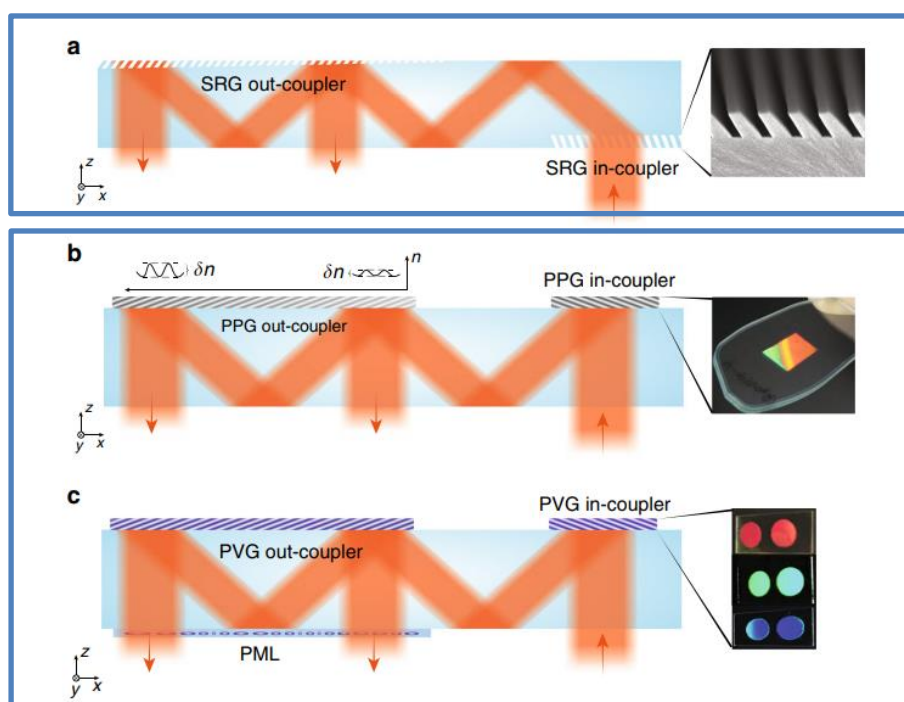 a
SRG out-coupler
SRG in-coupler
z
y
x
b
δn
δn
n
PPG in-coupler
PPG out-coupler
z
y
x
c
PVG in-coupler
PVG out-coupler
PML
z
y
x